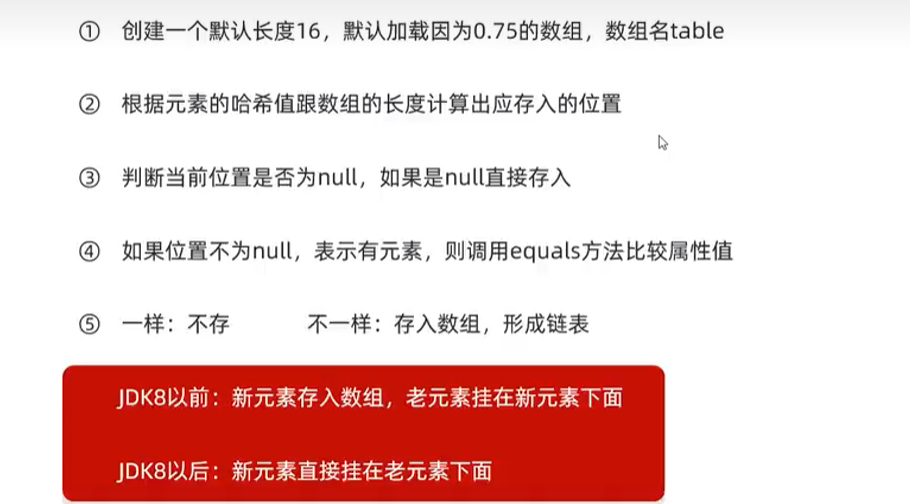 ① 创建一个默认长度16，默认加载因为0.75的数组，数组名table
② 根据元素的哈希值跟数组的长度计算出应存入的位置
③ 判断当前位置是否为null，如果是null直接存入
④ 如果位置不为null，表示有元素，则调用equals方法比较属性值
⑤ 一样：不存 不一样：存入数组，形成链表
JDK8以前：新元素存入数组，老元素挂在新元素下面
JDK8以后：新元素直接挂在老元素下面